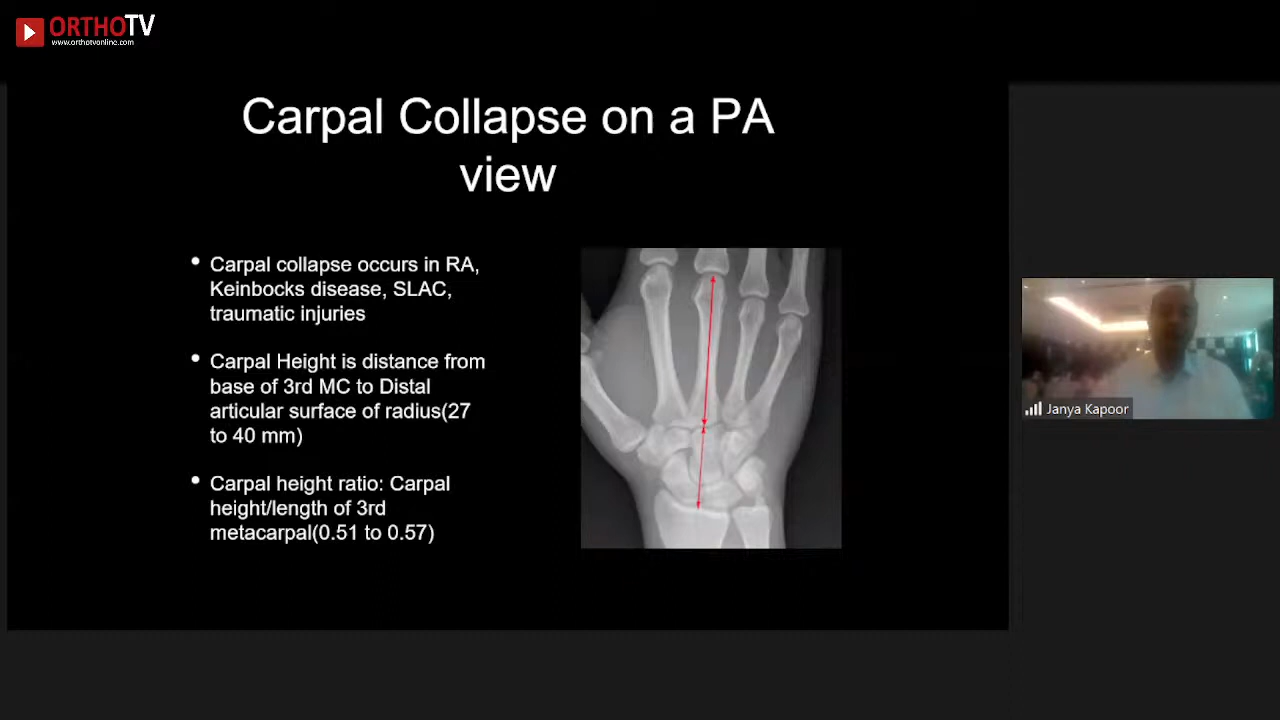 ORTHOTV
www.orthotvonline.com
Carpal Collapse on a PA
view
• Carpal collapse occurs in RA,
Keinbocks disease, SLAC,
traumatic injuries
• Carpal Height is distance from
base of 3rd MC to Distal
articular surface of radius(27
to 40 mm)
• Carpal height ratio: Carpal
height/length of 3rd
metacarpal(0.51 to 0.57)
Janya Kapoor